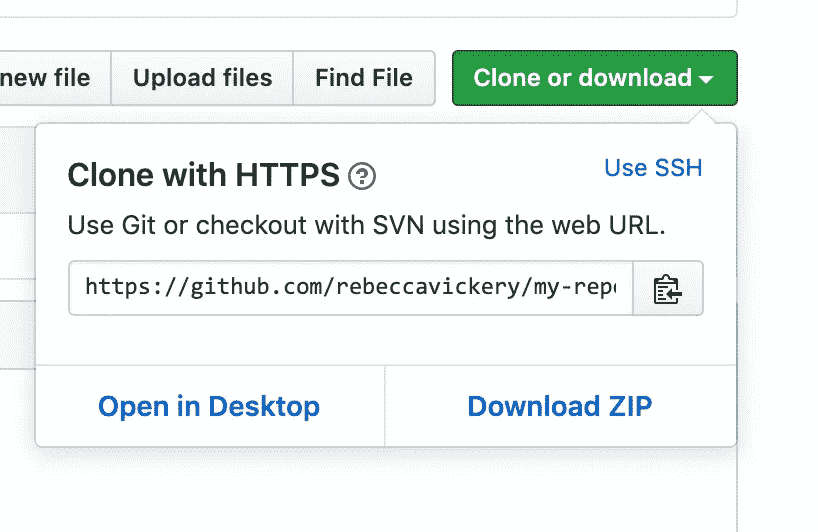 new file Upload files Find File Clone or download
Clone with HTTPS ? Use SSH
Use Git or checkout with SVN using the web URL.
https://github.com/rebeccavickery/my-rep
Open in Desktop Download ZIP